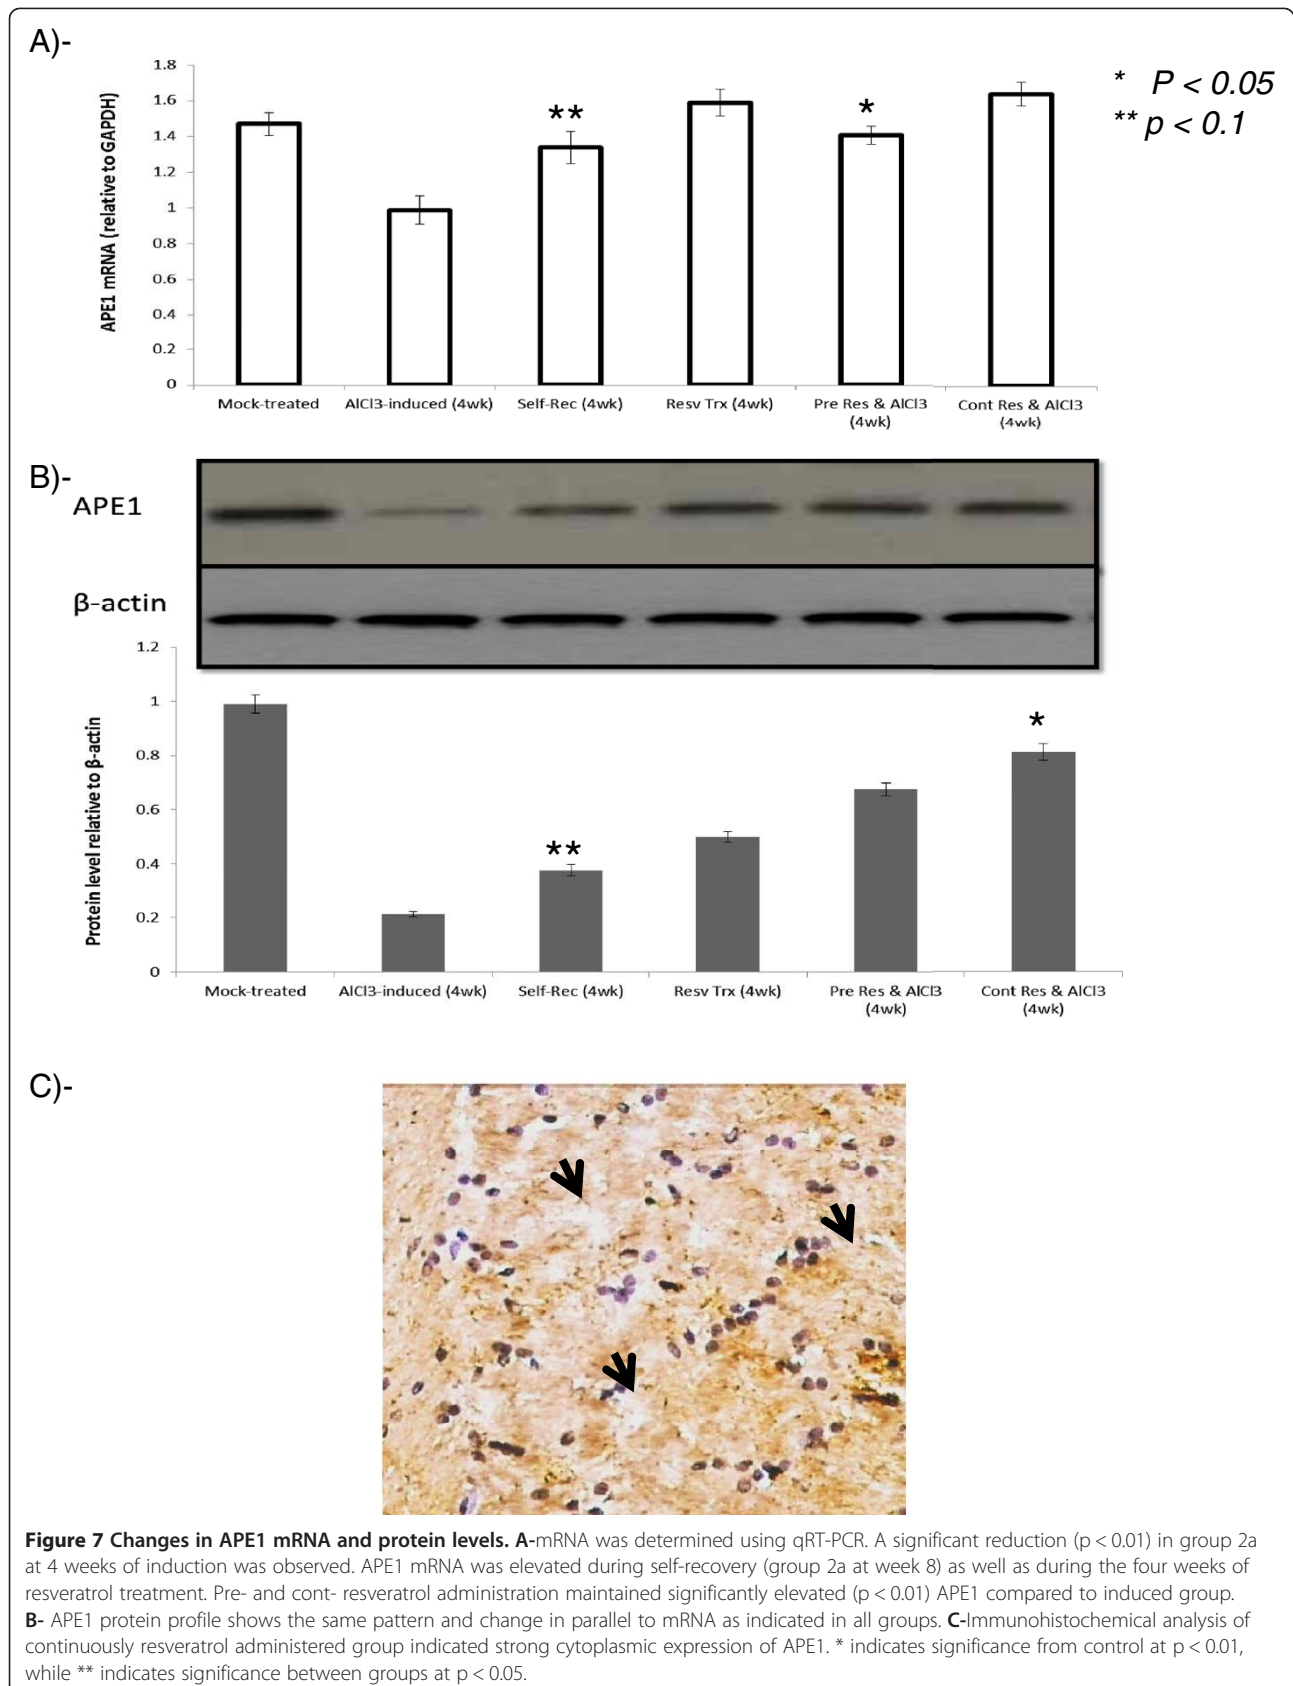 A)-
1.8
1.6
1.4
1.2
1
0.8
0.6
0.4
0.2
0
APE1 mRNA (relative to GAPDH)
**
*
* P < 0.05
** p < 0.1
Mock-treated AlCl3-induced (4wk) Self-Rec (4wk) Resv Trx (4wk) Pre Res & AlCl3 (4wk) Cont Res & AlCl3 (4wk)
B)-
APE1
β-actin
1.2
1
0.8
0.6
0.4
0.2
0
Protein level relative to β-actin
**
*
Mock-treated AlCl3-induced (4wk) Self-Rec (4wk) Resv Trx (4wk) Pre Res & AlCl3 (4wk) Cont Res & AlCl3 (4wk)
C)-
Figure 7 Changes in APE1 mRNA and protein levels. A-mRNA was determined using qRT-PCR. A significant reduction (p < 0.01) in group 2a
at 4 weeks of induction was observed. APE1 mRNA was elevated during self-recovery (group 2a at week 8) as well as during the four weeks of
resveratrol treatment. Pre- and cont- resveratrol administration maintained significantly elevated (p < 0.01) APE1 compared to induced group.
B- APE1 protein profile shows the same pattern and change in parallel to mRNA as indicated in all groups. C-Immunohistochemical analysis of
continuously resveratrol administered group indicated strong cytoplasmic expression of APE1. * indicates significance from control at p < 0.01,
while ** indicates significance between groups at p < 0.05.